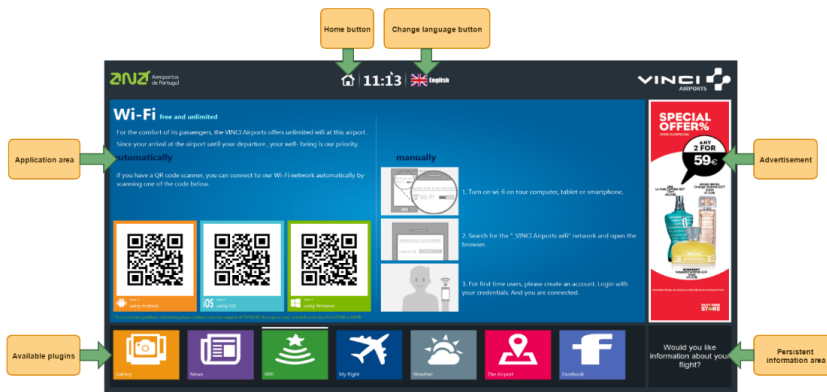 Home button
Change language button
ana Aeroportos
de Portugal
11:13
English
VINCI
AIRPORTS
Wi-Fi free and unlimited
For the comfort of its passengers, the VINCI Airports offers unlimited wifi at this airport.
Since your arrival at the airport until your departure , your well- being is our priority.
automatically
manually
if you have a QR code scanner, you can connect to our Wi-Fi network automatically by
scanning one of the code below.
1. Turn on wi-fi on tour computer, tablet or smartphone.
2. Search for the "_VINCI Airports wifi" network and open the
browser.
3. For first time users, please create an account. Login with
your credentials. And you are connected.
using Android
iOS
using iOS
using Windows
SPECIAL
OFFER%
ANY
2 FOR
59€
DUTY FREE
STORE
Application area
Advertisement
Available plugins
Gallery
News
Wifi
My Flight
Weather
The Airport
Facebook
Would you like
information about your
flight?
Persistent
information area